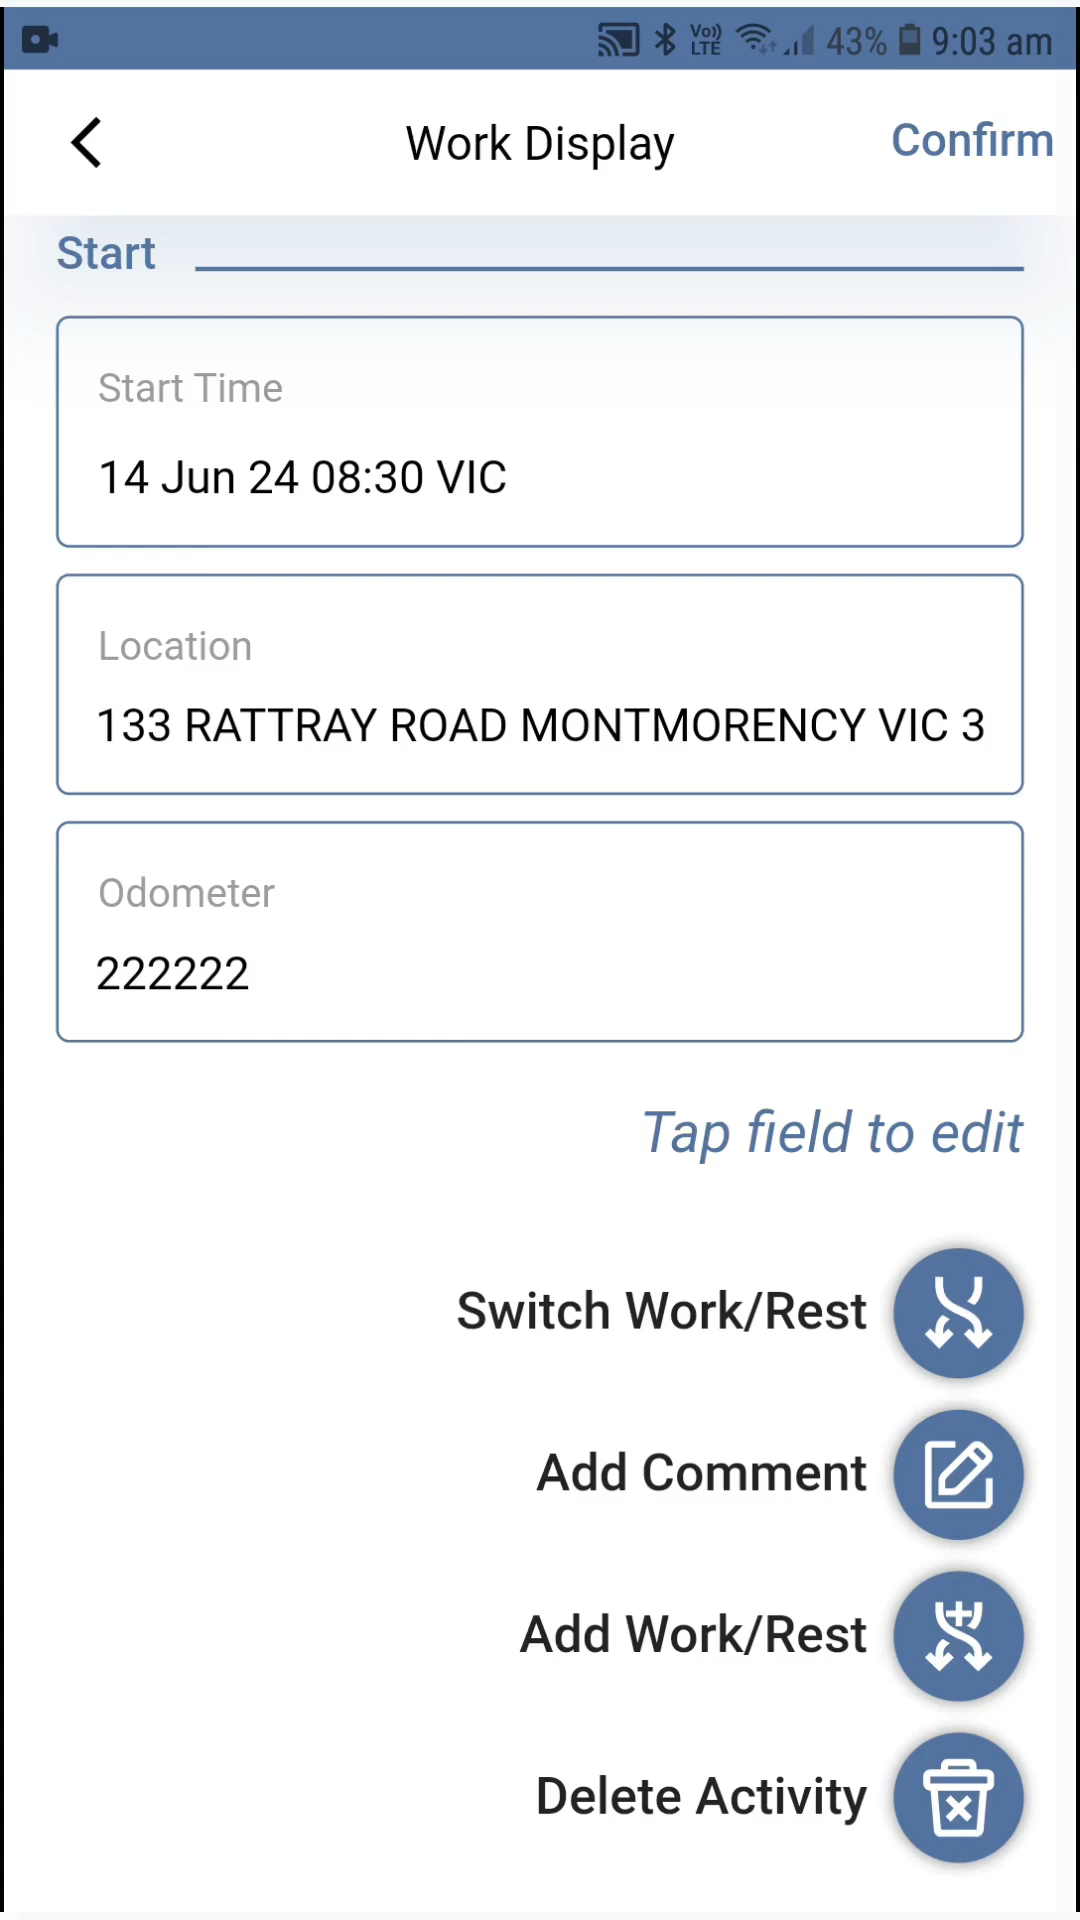 Vo)) LTE 43% 9:03 am
Work Display
Confirm
Start
Start Time
14 Jun 24 08:30 VIC
Location
133 RATTRAY ROAD MONTMORENCY VIC 3
Odometer
222222
Tap field to edit
Switch Work/Rest
Add Comment
Add Work/Rest
Delete Activity